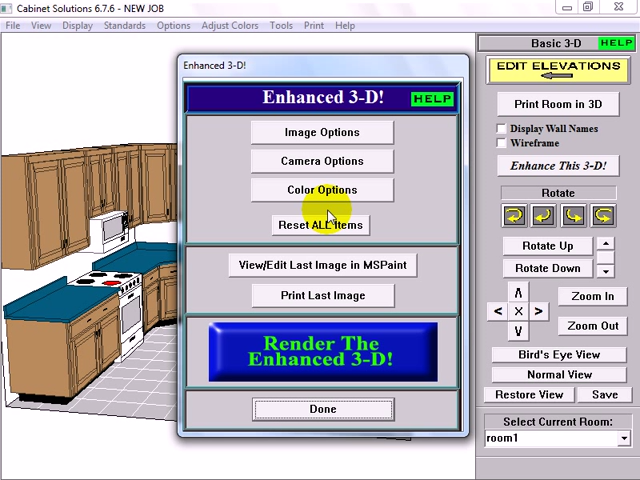 Cabinet Solutions 6.7.6 - NEW JOB
File View Display Standards Options Adjust Colors Tools Print Help
Enhanced 3-D!
Enhanced 3-D! HELP
Image Options
Camera Options
Color Options
Reset ALL Items
View/Edit Last Image in MSPaint
Print Last Image
Render The
Enhanced 3-D!
Done
Basic 3-D HELP
EDIT ELEVATIONS
Print Room in 3D
Display Wall Names
Wireframe
Enhance This 3-D!
Rotate
Rotate Up
Rotate Down
< X >
Zoom In
Zoom Out
Bird's Eye View
Normal View
Restore View Save
Select Current Room:
room1